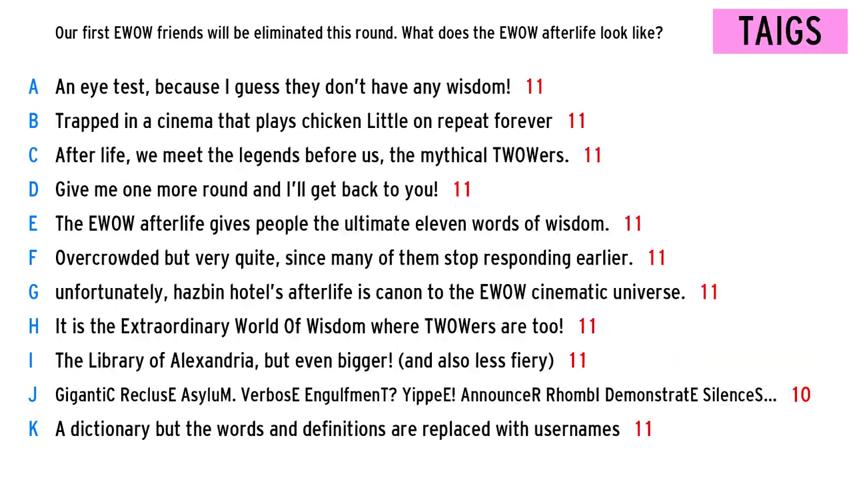 Our first EWOW friends will be eliminated this round. What does the EWOW afterlife look like?
TAIGS
A An eye test, because I guess they don't have any wisdom! 11
B Trapped in a cinema that plays chicken Little on repeat forever 11
C After life, we meet the legends before us, the mythical TWOWers. 11
D Give me one more round and I'll get back to you! 11
E The EWOW afterlife gives people the ultimate eleven words of wisdom. 11
F Overcrowded but very quite, since many of them stop responding earlier. 11
G unfortunately, hazbin hotel's afterlife is canon to the EWOW cinematic universe. 11
H It is the Extraordinary World Of Wisdom where TWOWers are too! 11
I The Library of Alexandria, but even bigger! (and also less fiery) 11
J GigantiC ReclusE AsyluM. VerbosE EngulfmenT? YippeE! AnnounceR RhombI DemonstratE SilenceS... 10
K A dictionary but the words and definitions are replaced with usernames 11